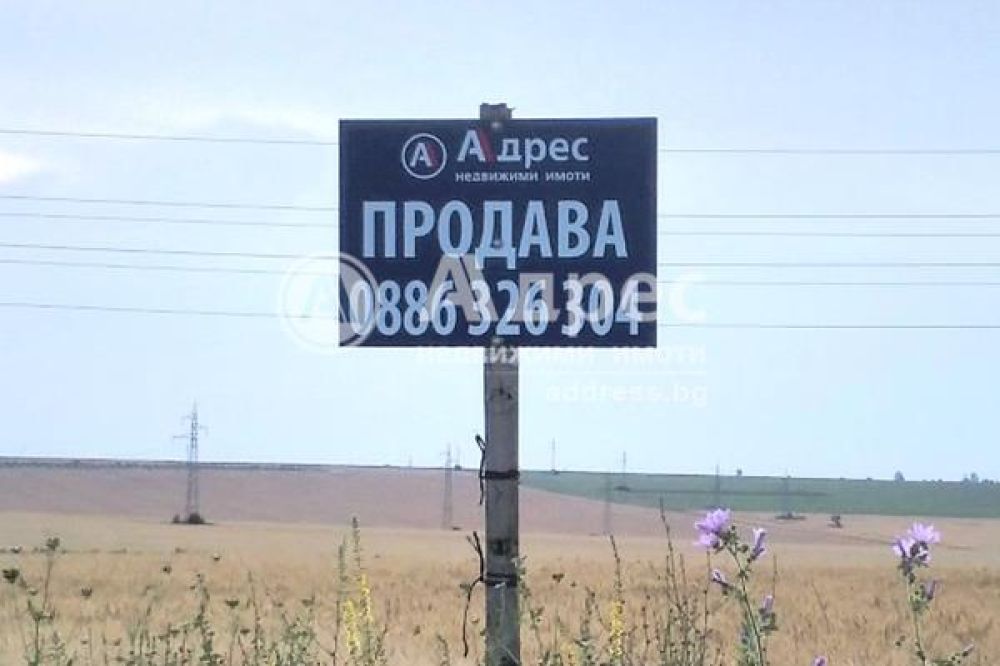 Адрес
недвижими имоти
ПРОДАВА
0886 326 304
Адрес
недвижими имоти
address.bg